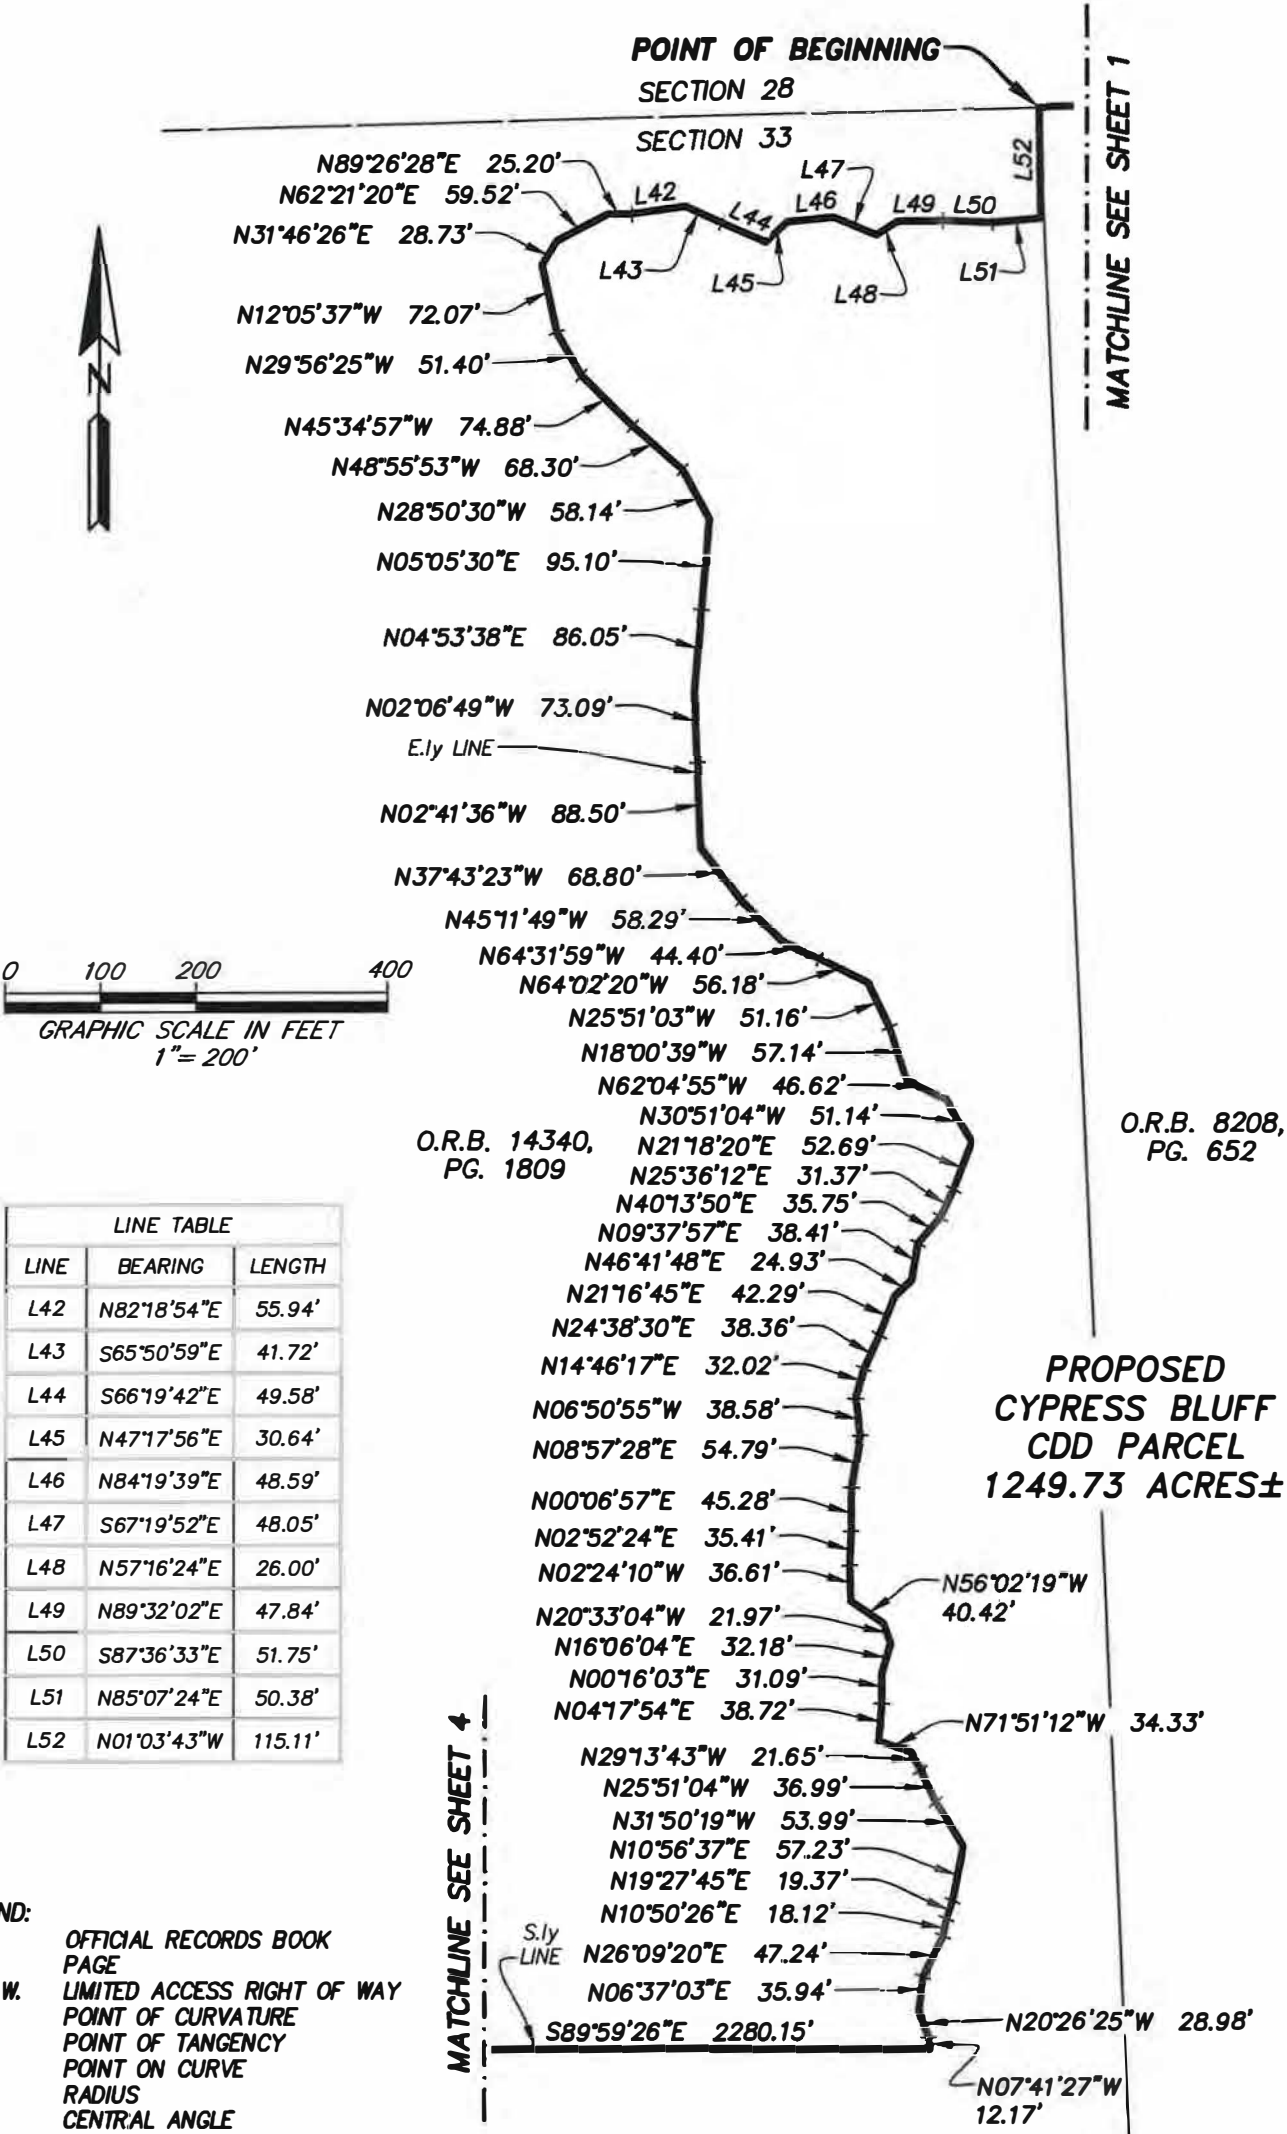 POINT OF BEGINNING
SECTION 28
SECTION 33
MATCHLINE SEE SHEET 1
L52
N89°26'28"E 25.20'
N62°21'20"E 59.52'
N31°46'26"E 28.73'
L42
L43
L44
L45
L46
L47
L48
L49
L50
L51
N12°05'37"W 72.07'
N29°56'25"W 51.40'
N
N45°34'57"W 74.88'
N48°55'53"W 68.30'
N28°50'30"W 58.14'
N05°05'30"E 95.10'
N04°53'38"E 86.05'
N02°06'49"W 73.09'
E.ly LINE
N02°41'36"W 88.50'
N37°43'23"W 68.80'
N45°11'49"W 58.29'
N64°31'59"W 44.40'
N64°02'20"W 56.18'
0 100 200 400
GRAPHIC SCALE IN FEET
1"= 200'
N25°51'03"W 51.16'
N18°00'39"W 57.14'
N62°04'55"W 46.62'
N30°51'04"W 51.14'
O.R.B. 14340,
PG. 1809
O.R.B. 8208,
PG. 652
N21°18'20"E 52.69'
N25°36'12"E 31.37'
N40°13'50"E 35.75'
N09°37'57"E 38.41'
N46°41'48"E 24.93'
N21°16'45"E 42.29'
N24°38'30"E 38.36'
N14°46'17"E 32.02'
N06°50'55"W 38.58'
N08°57'28"E 54.79'
N00°06'57"E 45.28'
N02°52'24"E 35.41'
N02°24'10"W 36.61'
PROPOSED
CYPRESS BLUFF
CDD PARCEL
1249.73 ACRES±
N56°02'19"W
40.42'
N20°33'04"W 21.97'
N16°06'04"E 32.18'
N00°16'03"E 31.09'
N04°17'54"E 38.72'
N71°51'12"W 34.33'
N29°13'43"W 21.65'
N25°51'04"W 36.99'
N31°50'19"W 53.99'
N10°56'37"E 57.23'
N19°27'45"E 19.37'
N10°50'26"E 18.12'
N26°09'20"E 47.24'
N06°37'03"E 35.94'
N20°26'25"W 28.98'
N07°41'27"W
12.17'
S.ly
LINE
S89°59'26"E 2280.15'
MATCHLINE SEE SHEET 4
LINE TABLE
LINE BEARING LENGTH
L42 N82°18'54"E 55.94'
L43 S65°50'59"E 41.72'
L44 S66°19'42"E 49.58'
L45 N47°17'56"E 30.64'
L46 N84°19'39"E 48.59'
L47 S67°19'52"E 48.05'
L48 N57°16'24"E 26.00'
L49 N89°32'02"E 47.84'
L50 S87°36'33"E 51.75'
L51 N85°07'24"E 50.38'
L52 N01°03'43"W 115.11'
ND:
OFFICIAL RECORDS BOOK
PAGE
W. LIMITED ACCESS RIGHT OF WAY
POINT OF CURVATURE
POINT OF TANGENCY
POINT ON CURVE
RADIUS
CENTRAL ANGLE